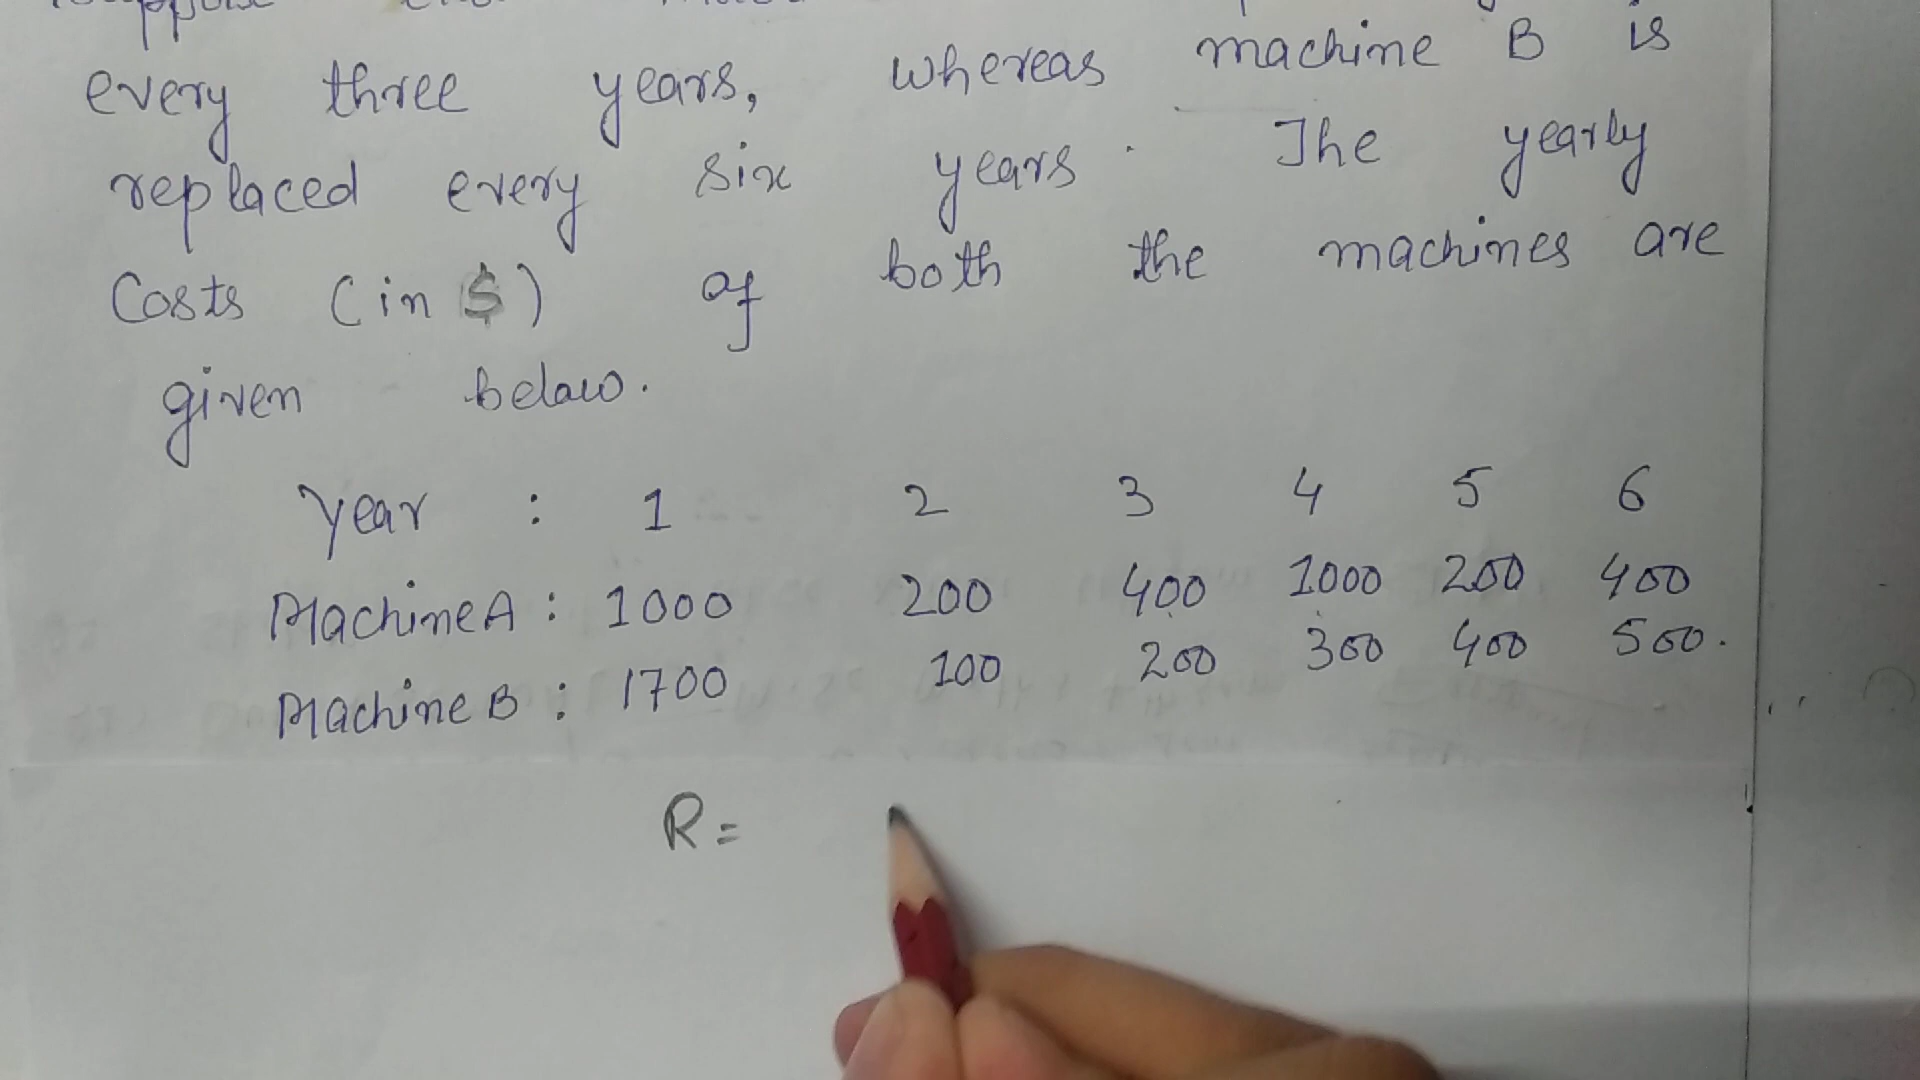 every three years, whereas machine B is
replaced every six years. The yearly
Costs (in $) of both the machines are
given below.
Year : 1 2 3 4 5 6
Machine A : 1000 200 400 1000 200 400
Machine B : 1700 100 200 300 400 500.
R =